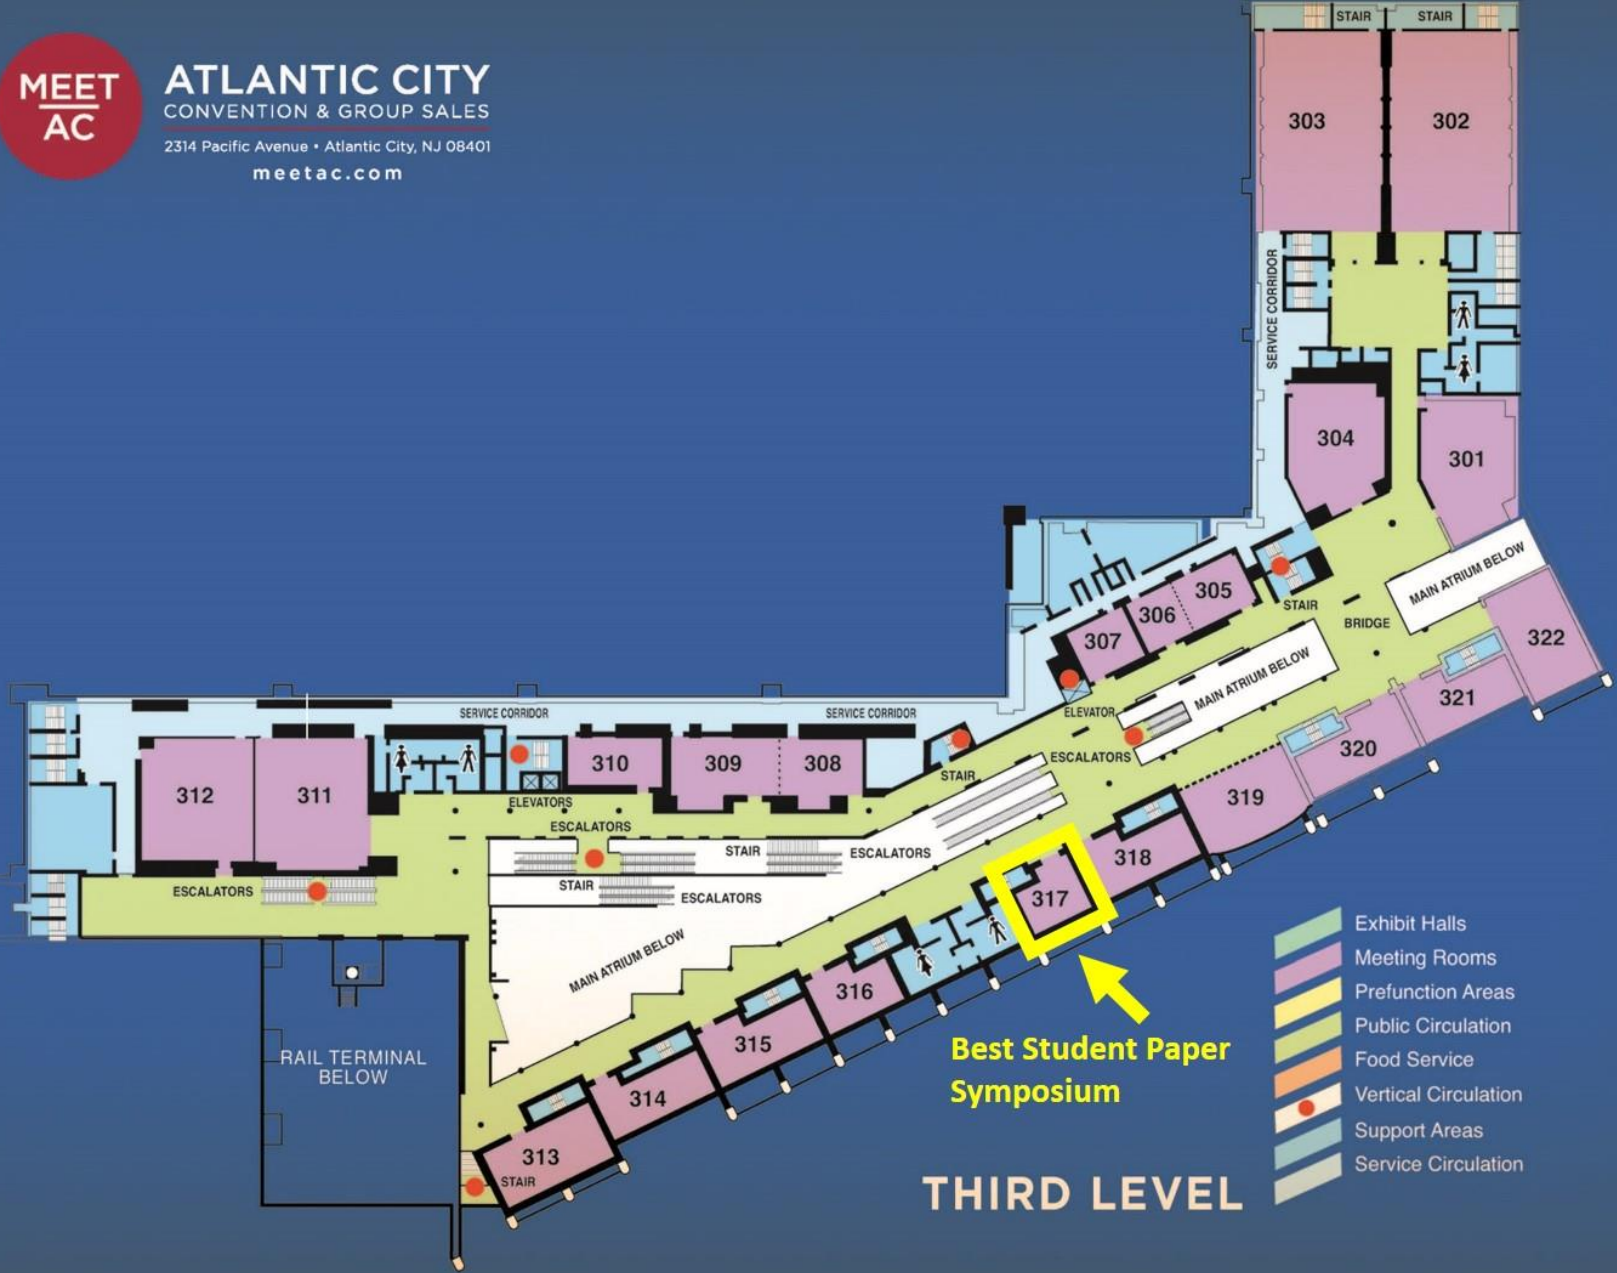 MEET
AC
ATLANTIC CITY
CONVENTION & GROUP SALES
2314 Pacific Avenue • Atlantic City, NJ 08401
meetac.com
STAIR
STAIR
303
302
SERVICE CORRIDOR
304
301
MAIN ATRIUM BELOW
305
306
307
STAIR
BRIDGE
322
MAIN ATRIUM BELOW
321
ELEVATOR
320
ESCALATORS
319
SERVICE CORRIDOR
SERVICE CORRIDOR
312
311
310
309
308
STAIR
ELEVATORS
ESCALATORS
STAIR
ESCALATORS
318
STAIR
ESCALATORS
ESCALATORS
317
MAIN ATRIUM BELOW
316
315
314
313
STAIR
RAIL TERMINAL
BELOW
Best Student Paper
Symposium
THIRD LEVEL
Exhibit Halls
Meeting Rooms
Prefunction Areas
Public Circulation
Food Service
Vertical Circulation
Support Areas
Service Circulation